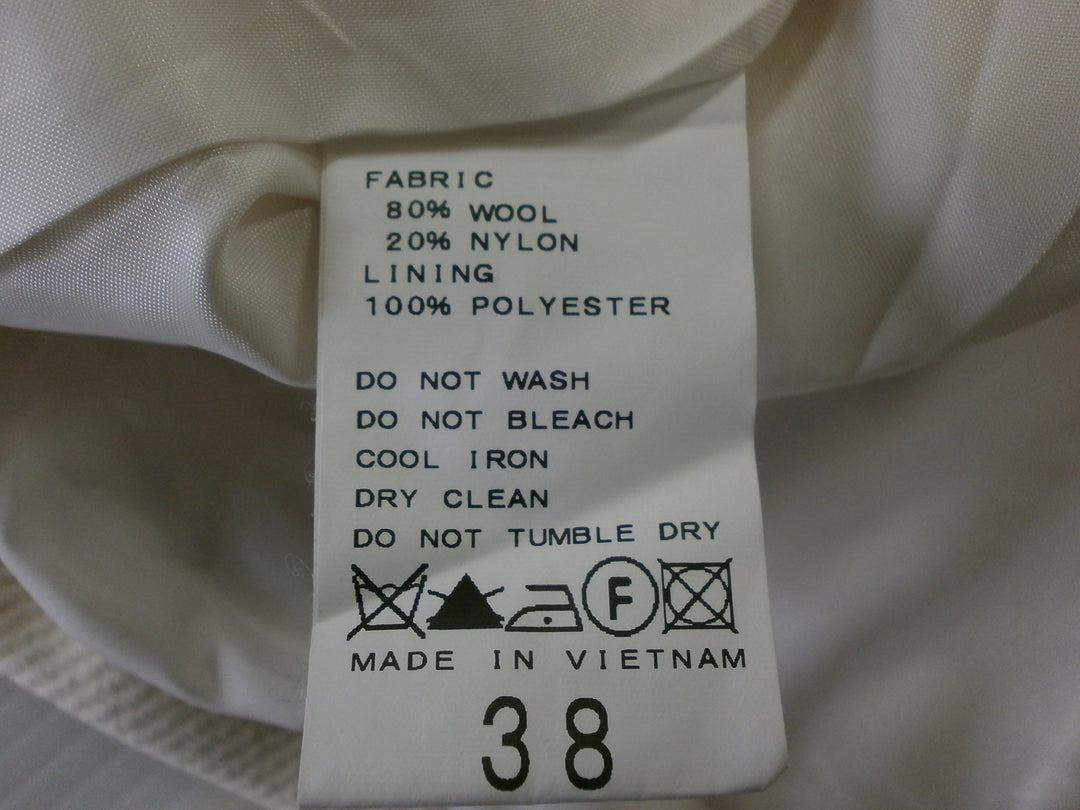 FABRIC
80% WOOL
20% NYLON
LINING
100% POLYESTER
DO NOT WASH
DO NOT BLEACH
COOL IRON
DRY CLEAN
DO NOT TUMBLE DRY
F
MADE IN VIETNAM
38